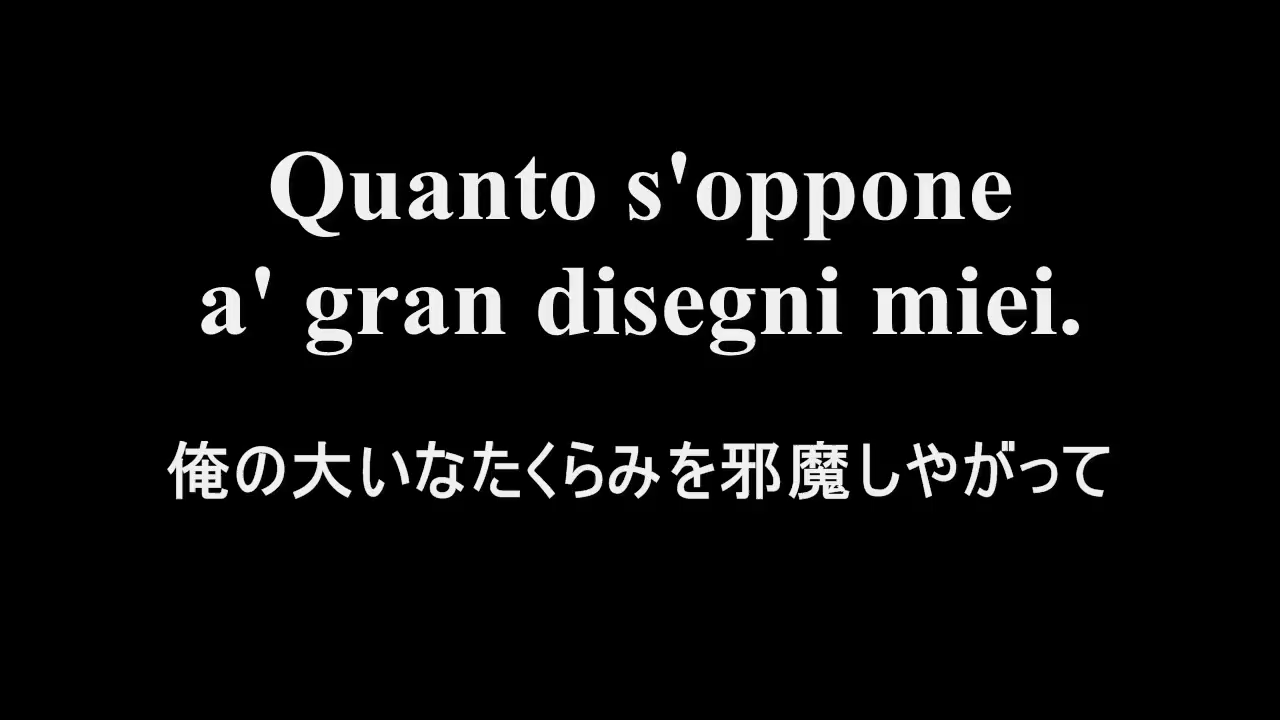 Quanto s'oppone
a' gran disegni miei.
俺の大いなたくらみを邪魔しやがって